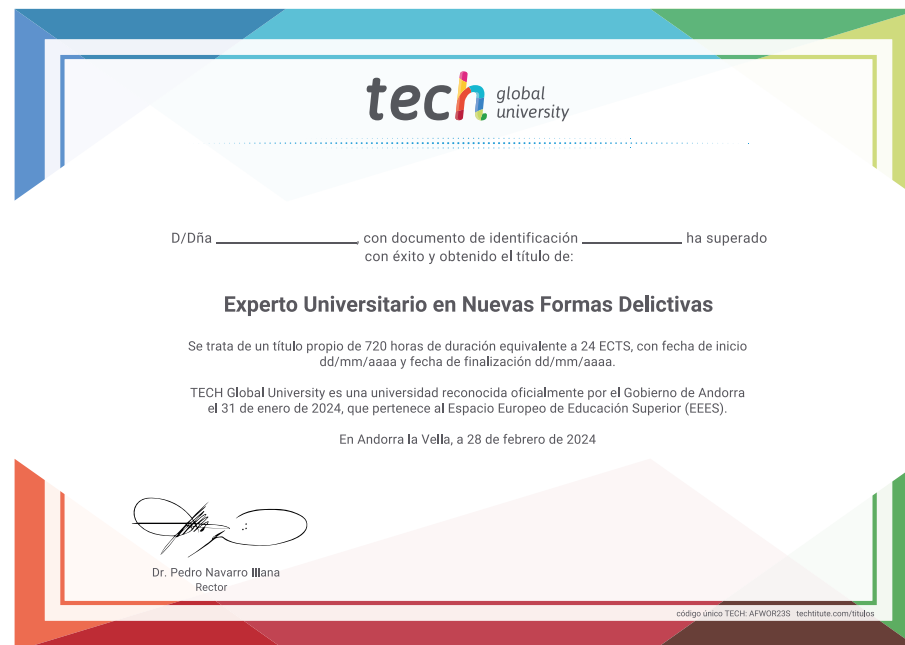 tech global university
D/Dña ____________________, con documento de identificación ______________ ha superado
con éxito y obtenido el título de:
Experto Universitario en Nuevas Formas Delictivas
Se trata de un título propio de 720 horas de duración equivalente a 24 ECTS, con fecha de inicio
dd/mm/aaaa y fecha de finalización dd/mm/aaaa.
TECH Global University es una universidad reconocida oficialmente por el Gobierno de Andorra
el 31 de enero de 2024, que pertenece al Espacio Europeo de Educación Superior (EEES).
En Andorra la Vella, a 28 de febrero de 2024
Dr. Pedro Navarro Illana
Rector
código único TECH: AFWOR23S techtitute.com/titulos